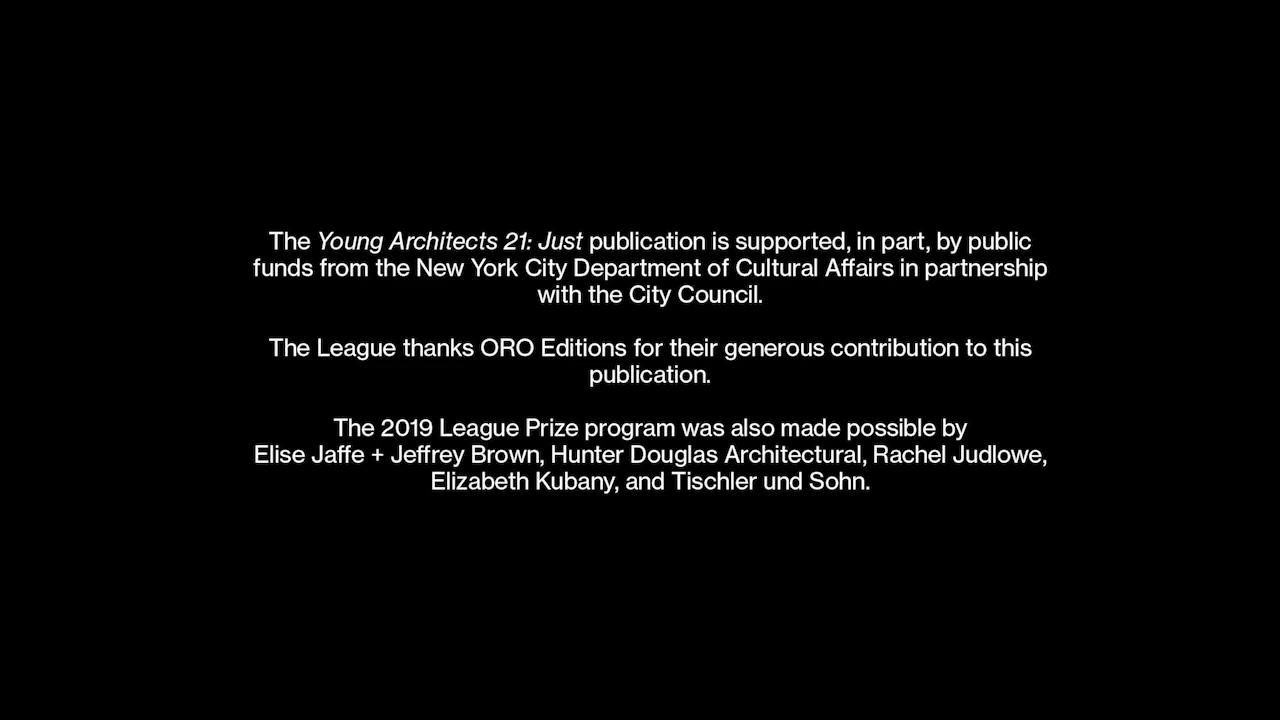 The Young Architects 21: Just publication is supported, in part, by public
funds from the New York City Department of Cultural Affairs in partnership
with the City Council.
The League thanks ORO Editions for their generous contribution to this
publication.
The 2019 League Prize program was also made possible by
Elise Jaffe + Jeffrey Brown, Hunter Douglas Architectural, Rachel Judlowe,
Elizabeth Kubany, and Tischler und Sohn.